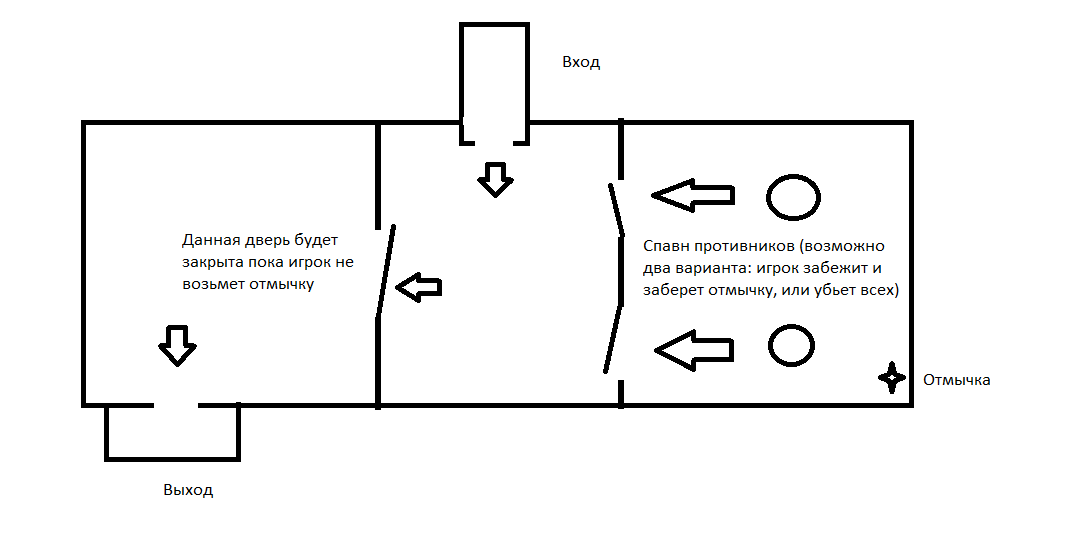 Вход
Данная дверь будет
закрыта пока игрок не
возьмет отмычку
Спавн противников (возможно
два варианта: игрок забежит и
заберет отмычку, или убьет всех)
Отмычка
Выход